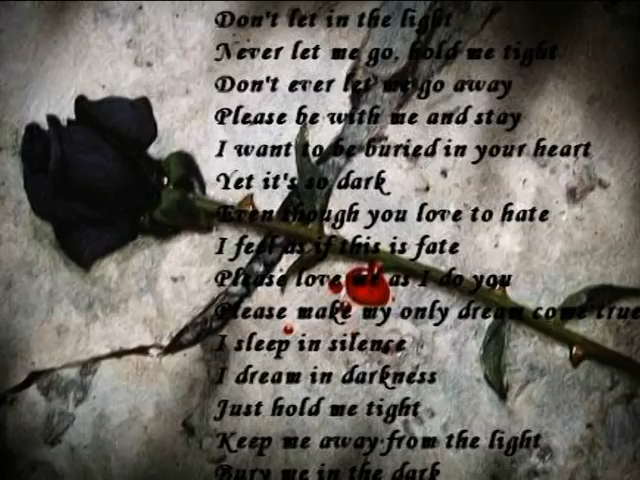 Don't let in the light
Never let me go, hold me tight
Don't ever let me go away
Please be with me and stay
I want to be buried in your heart
Yet it's so dark
Even though you love to hate
I feel as if this is fate
Please love me as I do you
Please make my only dream come true
I sleep in silence
I dream in darkness
Just hold me tight
Keep me away from the light
Bury me in the dark